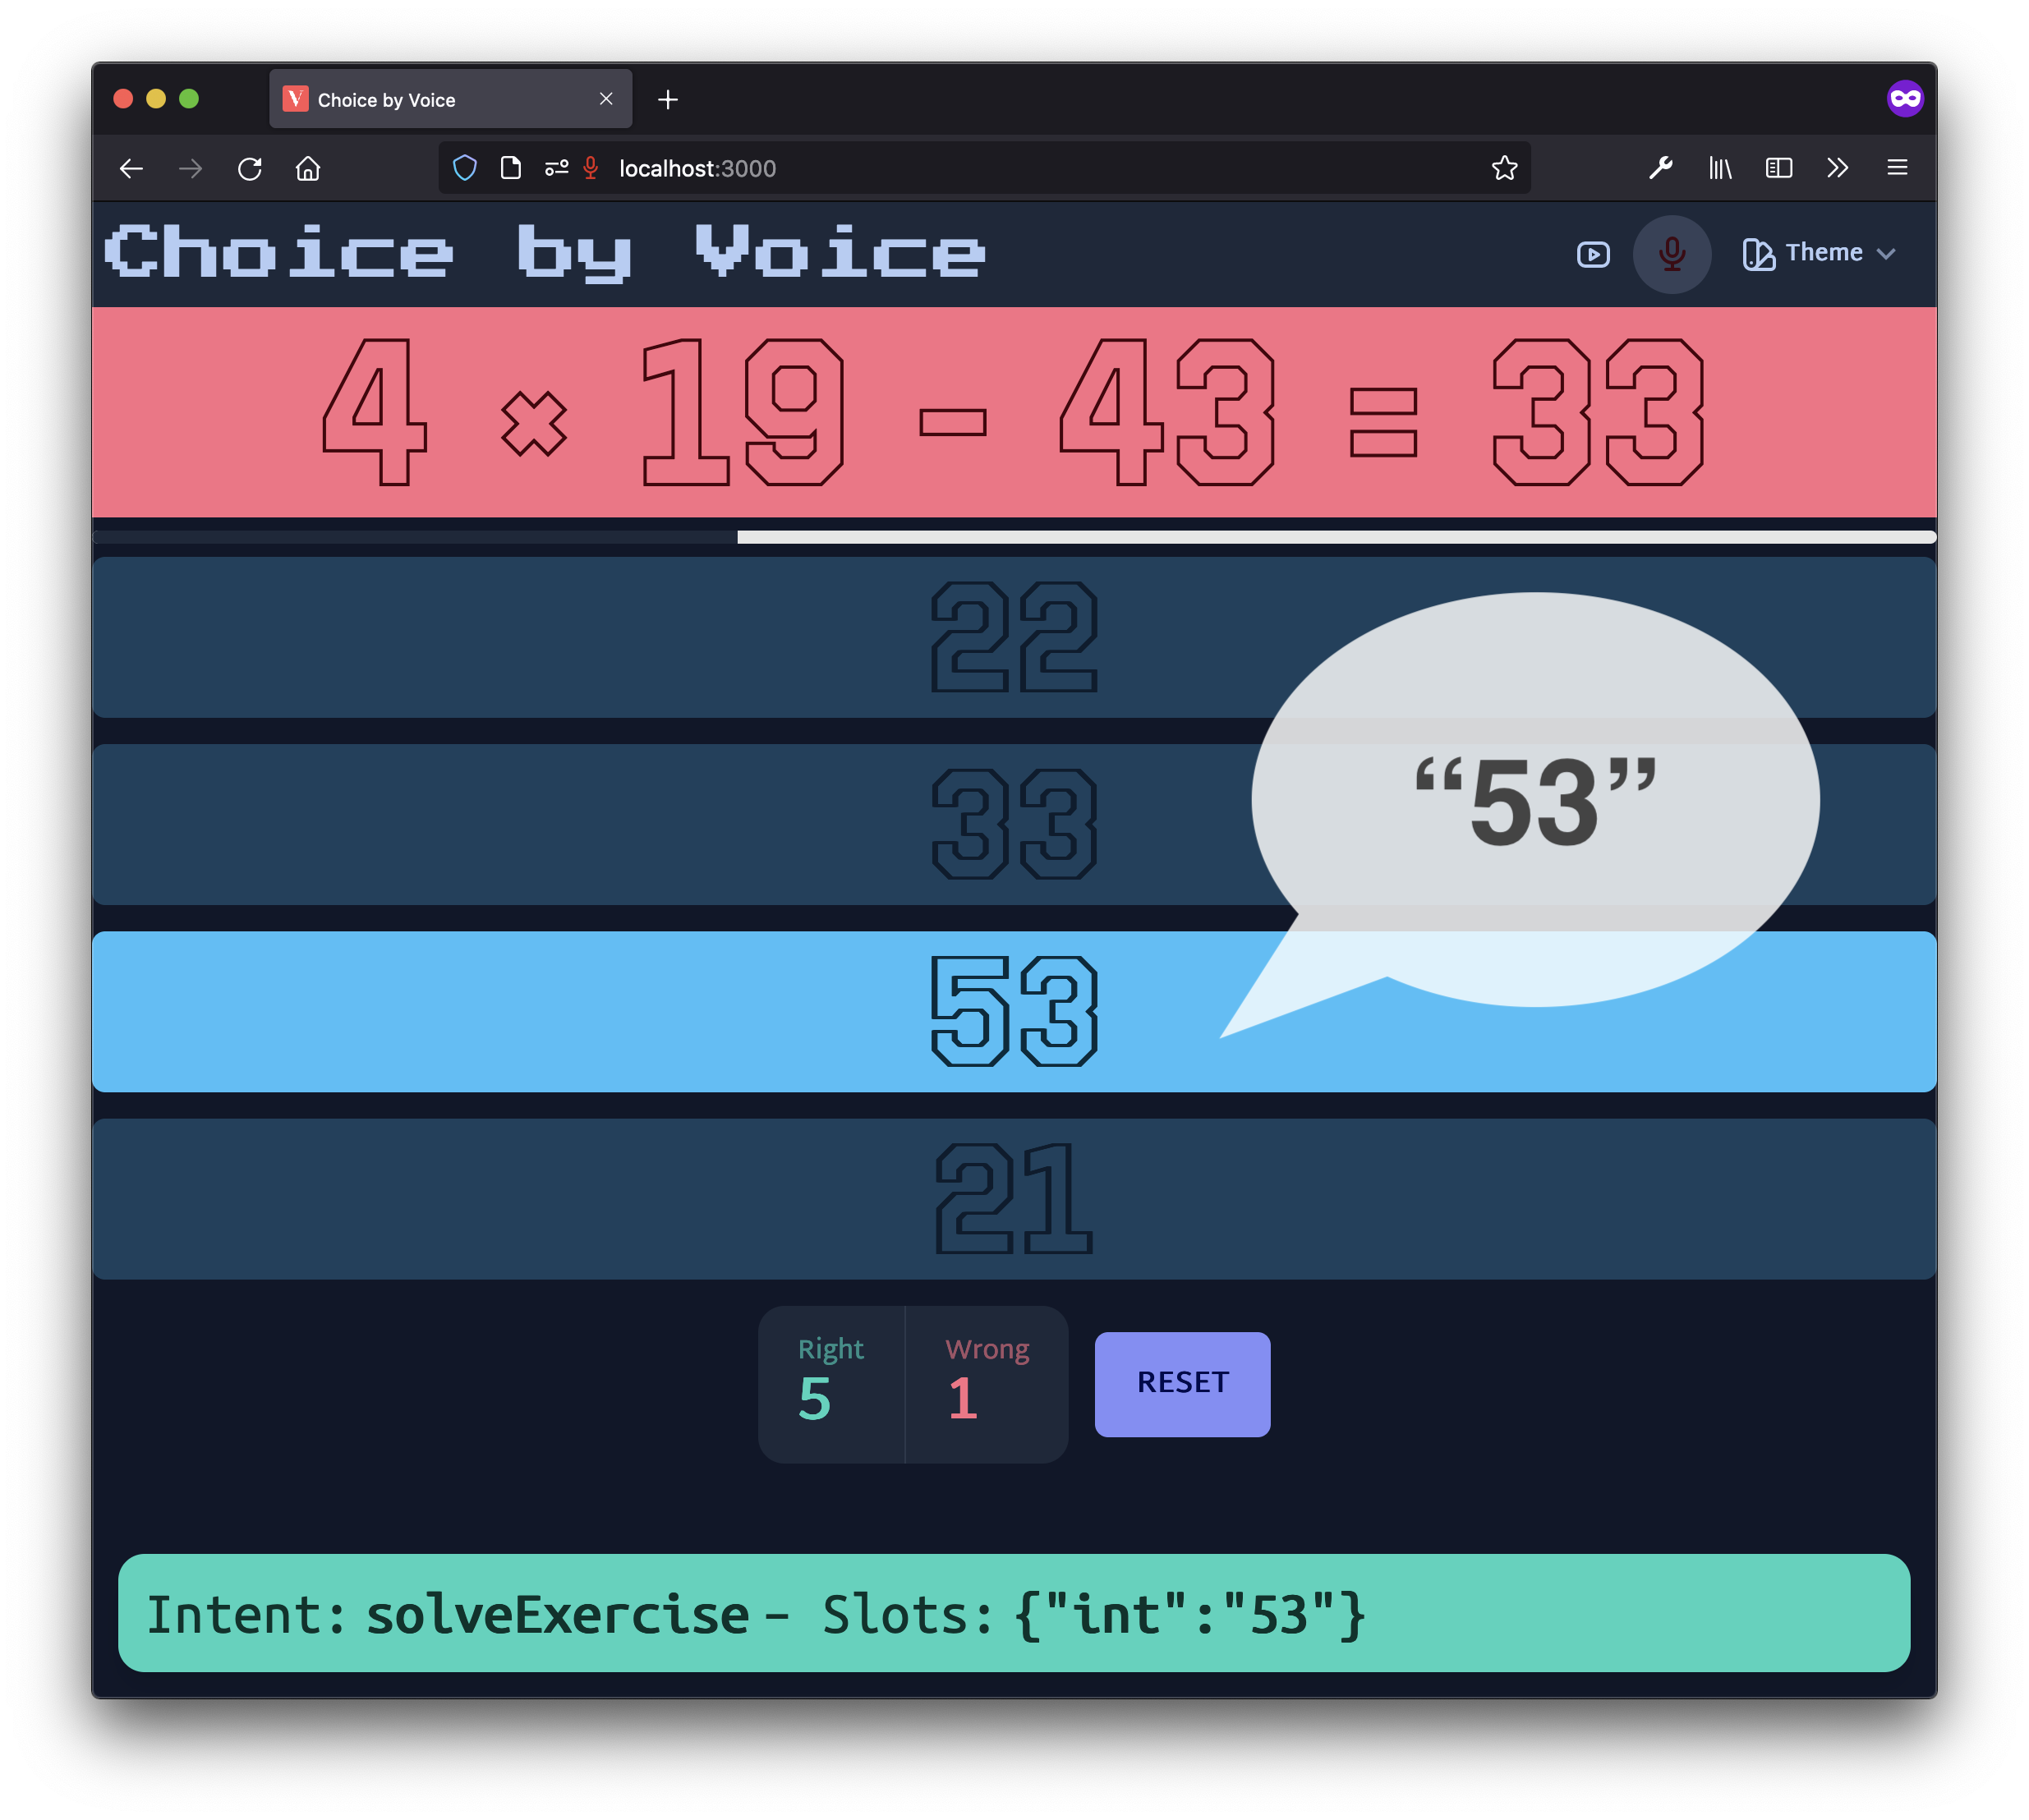 Choice by Voice
localhost:3000
Choice by Voice
Theme
4 × 19 - 43 = 33
22
33
“53”
53
21
Right
5
Wrong
1
RESET
Intent: solveExercise – Slots: {"int":"53"}